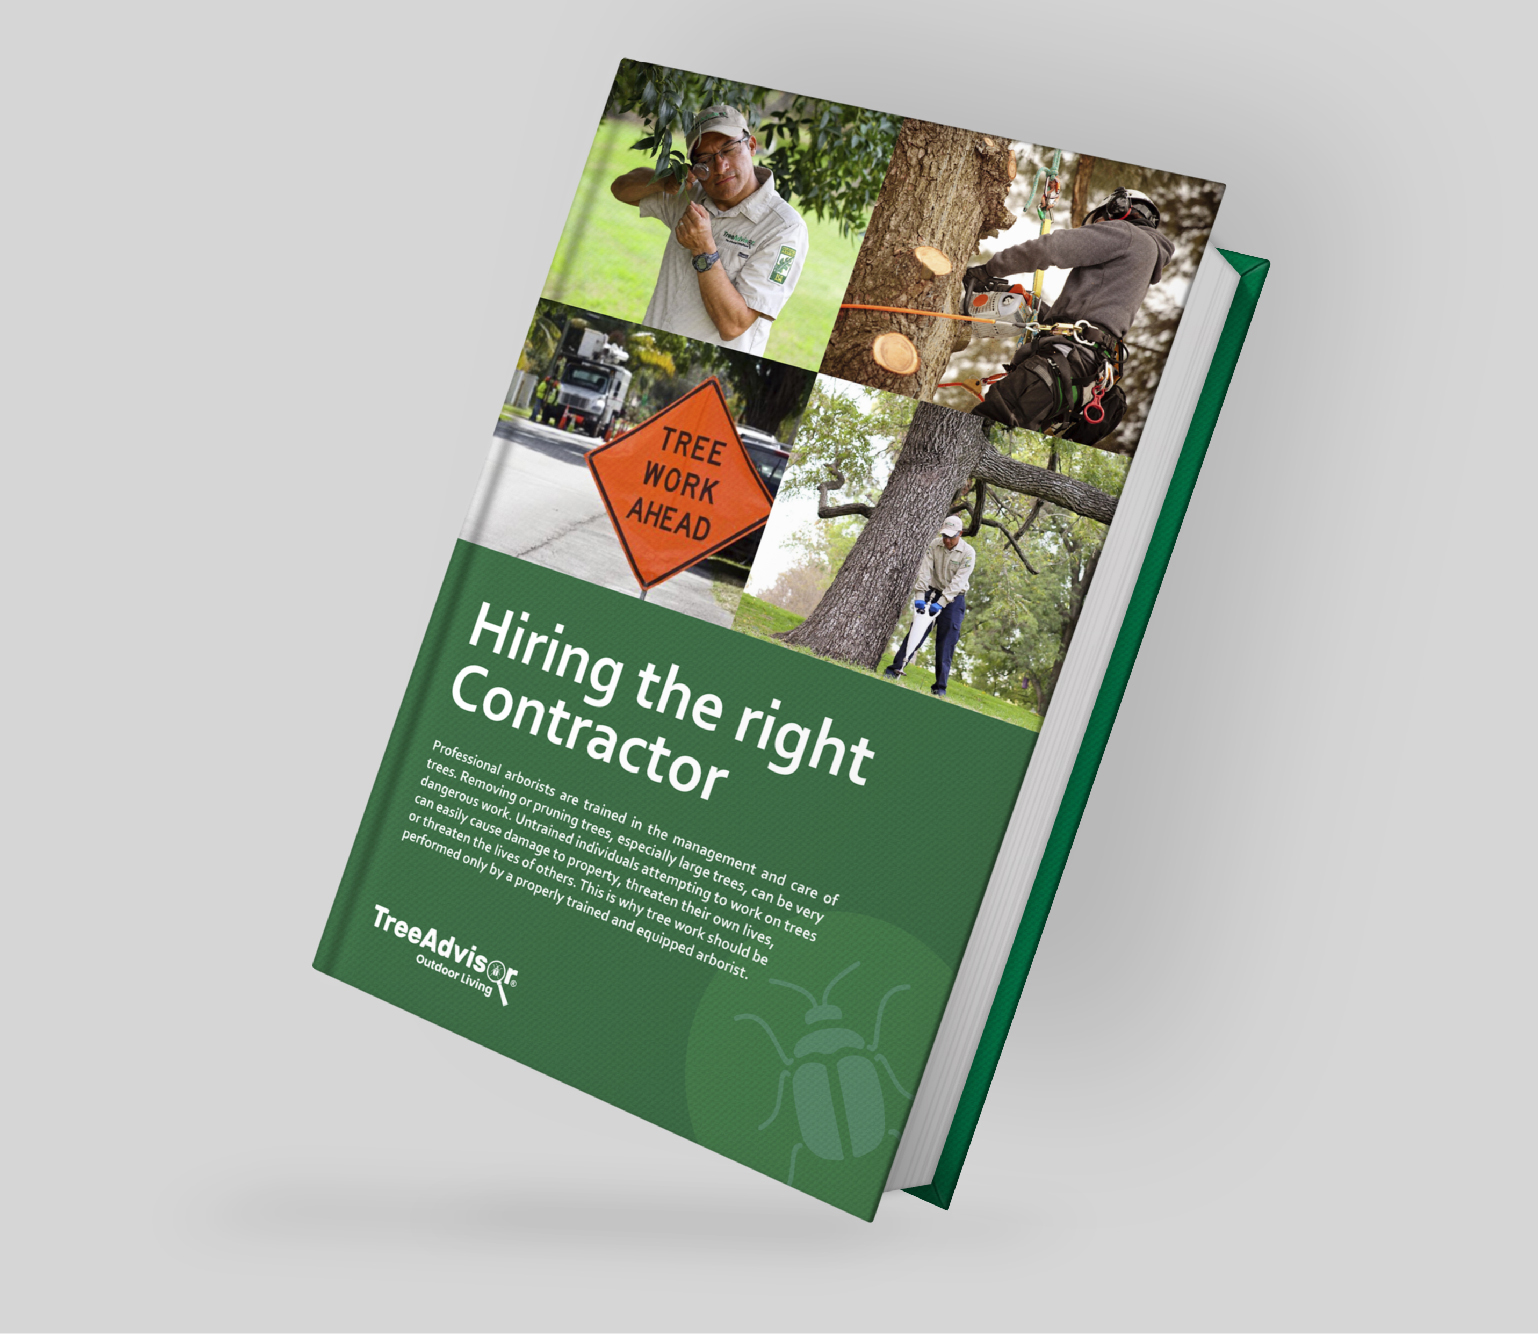 TREE
WORK
AHEAD
Hiring the right
Contractor
Professional arborists are trained in the management and care of
trees. Removing or pruning trees, especially large trees, can be very
dangerous work. Untrained individuals attempting to work on trees
can easily cause damage to property, threaten their own lives,
or threaten the lives of others. This is why tree work should be
performed only by a properly trained and equipped arborist.
TreeAdvisor®
Outdoor Living